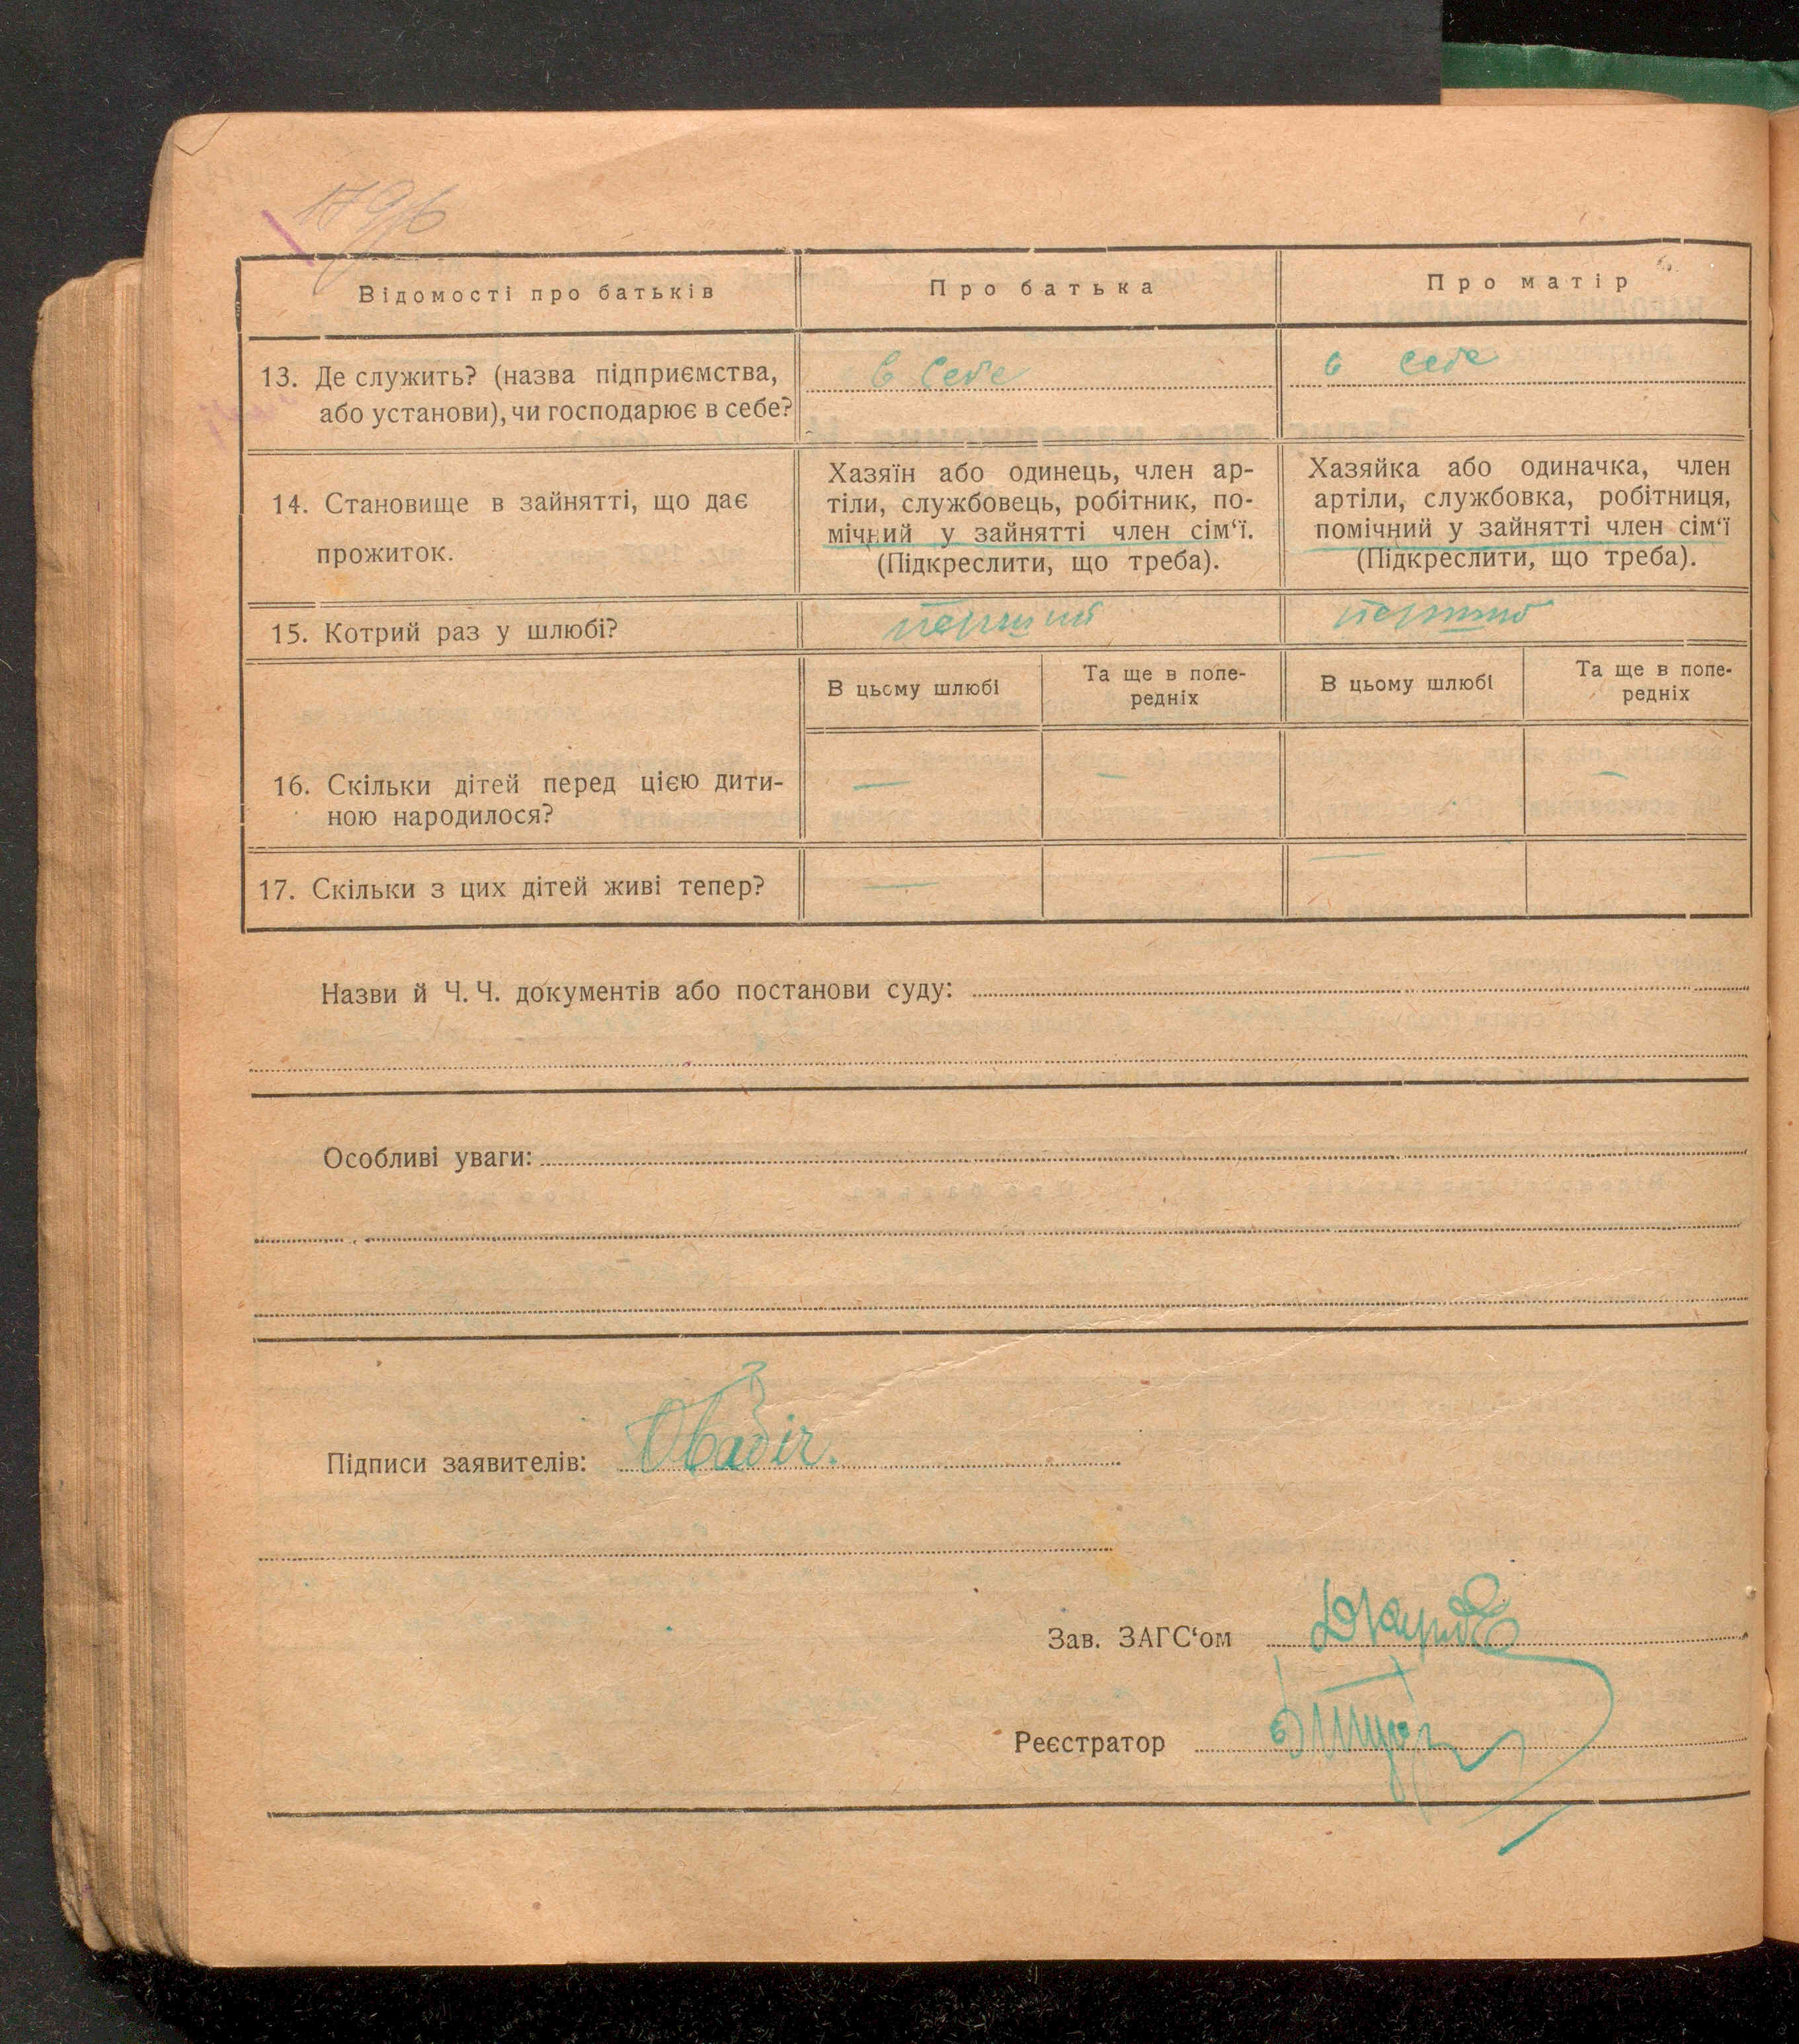 Відомості про батьків
Про батька
Про матір
13. Де служить? (назва підприємства, або установи), чи господарює в себе?
в себе
в себе
14. Становище в зайнятті, що дає прожиток.
Хазяїн або одинець, член ар-
тіли, службовець, робітник, по-
мічний у зайнятті член сім‘ї.
(Підкреслити, що треба).
Хазяйка або одиначка, член
артіли, службовка, робітниця,
помічний у зайнятті член сім‘ї
(Підкреслити, що треба).
15. Котрий раз у шлюбі?
перший
В цьому шлюбі
Та ще в попе-
редніх
В цьому шлюбі
Та ще в попе-
редніх
16. Скільки дітей перед цією дити-
ною народилося?
— — —
17. Скільки з цих дітей живі тепер?
— —
Назви й Ч. Ч. документів або постанови суду:
Особливі уваги:
Підписи заявителів:
Зав. ЗАГС‘ом
Реєстратор